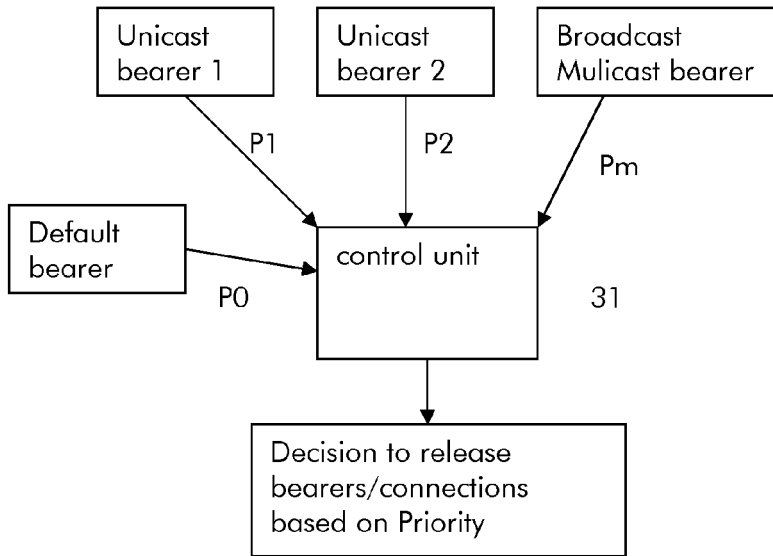 Unicast
bearer 1
Unicast
bearer 2
Broadcast
Mulicast bearer
P1
P2
Pm
Default
bearer
P0
control unit
31
Decision to release
bearers/connections
based on Priority